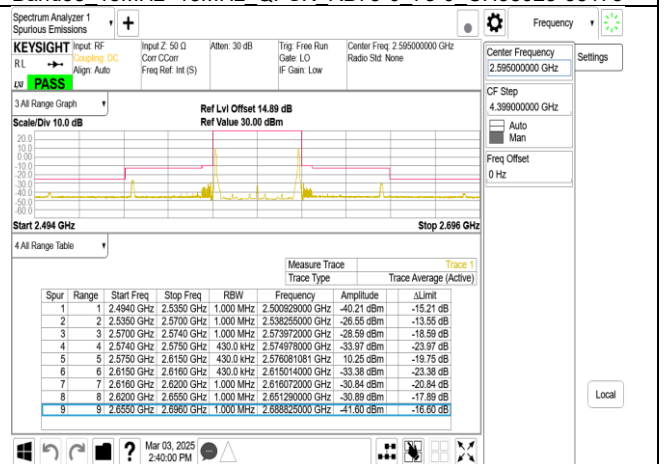 Spectrum Analyzer 1
Spurious Emissions
+
Frequency
Settings
KEYSIGHT
RL
LXI PASS
Input: RF
Coupling: DC
Align: Auto
Input Z: 50 Ω
Corr CCorr
Freq Ref: Int (S)
Atten: 30 dB
Trig: Free Run
Gate: LO
IF Gain: Low
Center Freq: 2.595000000 GHz
Radio Std: None
Center Frequency
2.595000000 GHz
CF Step
4.399000000 GHz
Auto
Man
Freq Offset
0 Hz
Local
3 All Range Graph
Scale/Div 10.0 dB
Ref Lvl Offset 14.89 dB
Ref Value 30.00 dBm
20.0
10.0
0.00
-10.0
-20.0
-30.0
-40.0
-50.0
-60.0
Start 2.494 GHz
Stop 2.696 GHz
4 All Range Table
Measure Trace Trace 1
Trace Type Trace Average (Active)
Spur Range Start Freq Stop Freq RBW Frequency Amplitude ΔLimit
1 1 2.4940 GHz 2.5350 GHz 1.000 MHz 2.500929000 GHz -40.21 dBm -15.21 dB
2 2 2.5350 GHz 2.5700 GHz 1.000 MHz 2.538255000 GHz -26.55 dBm -13.55 dB
3 3 2.5700 GHz 2.5740 GHz 1.000 MHz 2.573972000 GHz -28.59 dBm -18.59 dB
4 4 2.5740 GHz 2.5750 GHz 430.0 kHz 2.574978000 GHz -33.97 dBm -23.97 dB
5 5 2.5750 GHz 2.6150 GHz 430.0 kHz 2.576081081 GHz 10.25 dBm -19.75 dB
6 6 2.6150 GHz 2.6160 GHz 430.0 kHz 2.615014000 GHz -33.38 dBm -23.38 dB
7 7 2.6160 GHz 2.6200 GHz 1.000 MHz 2.616072000 GHz -30.84 dBm -20.84 dB
8 8 2.6200 GHz 2.6550 GHz 1.000 MHz 2.651290000 GHz -30.89 dBm -17.89 dB
9 9 2.6550 GHz 2.6960 GHz 1.000 MHz 2.688825000 GHz -41.60 dBm -16.60 dB
?
Mar 03, 2025
2:40:00 PM